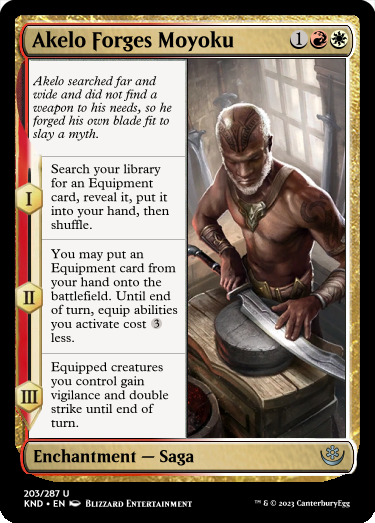 Akelo Forges Moyoku 1
Akelo searched far and
wide and did not find a
weapon to his needs, so he
forged his own blade fit to
slay a myth.
I
Search your library
for an Equipment
card, reveal it, put it
into your hand, then
shuffle.
II
You may put an
Equipment card from
your hand onto the
battlefield. Until end
of turn, equip abilities
you activate cost 3
less.
III
Equipped creatures
you control gain
vigilance and double
strike until end of
turn.
Enchantment — Saga
203/287 U
KND • EN Blizzard Entertainment
™ & © 2023 CanterburyEgg